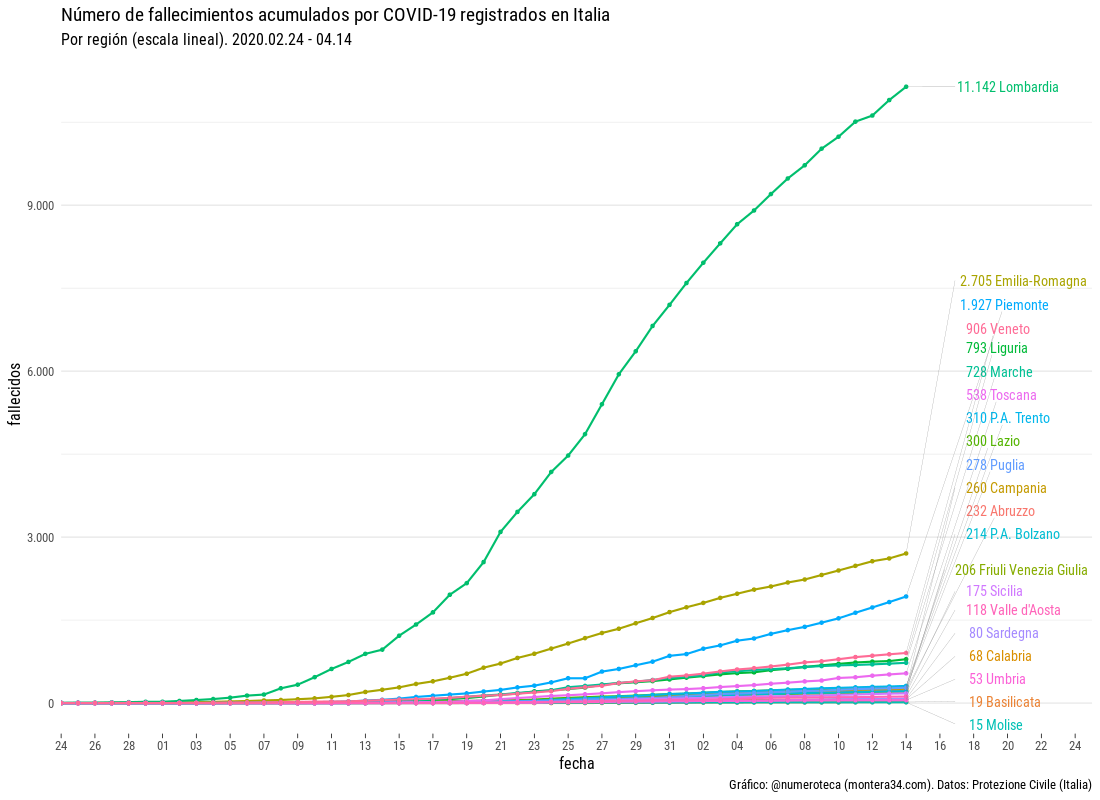 Número de fallecimientos acumulados por COVID-19 registrados en Italia
Por región (escala lineal). 2020.02.24 - 04.14
11.142 Lombardia
9.000
2.705 Emilia-Romagna
1.927 Piemonte
906 Veneto
793 Liguria
6.000
728 Marche
538 Toscana
310 P.A. Trento
300 Lazio
278 Puglia
260 Campania
232 Abruzzo
3.000
214 P.A. Bolzano
206 Friuli Venezia Giulia
175 Sicilia
118 Valle d'Aosta
80 Sardegna
68 Calabria
53 Umbria
0
19 Basilicata
15 Molise
fallecidos
24 26 28 01 03 05 07 09 11 13 15 17 19 21 23 25 27 29 31 02 04 06 08 10 12 14 16 18 20 22 24
fecha
Gráfico: @numeroteca (montera34.com). Datos: Protezione Civile (Italia)